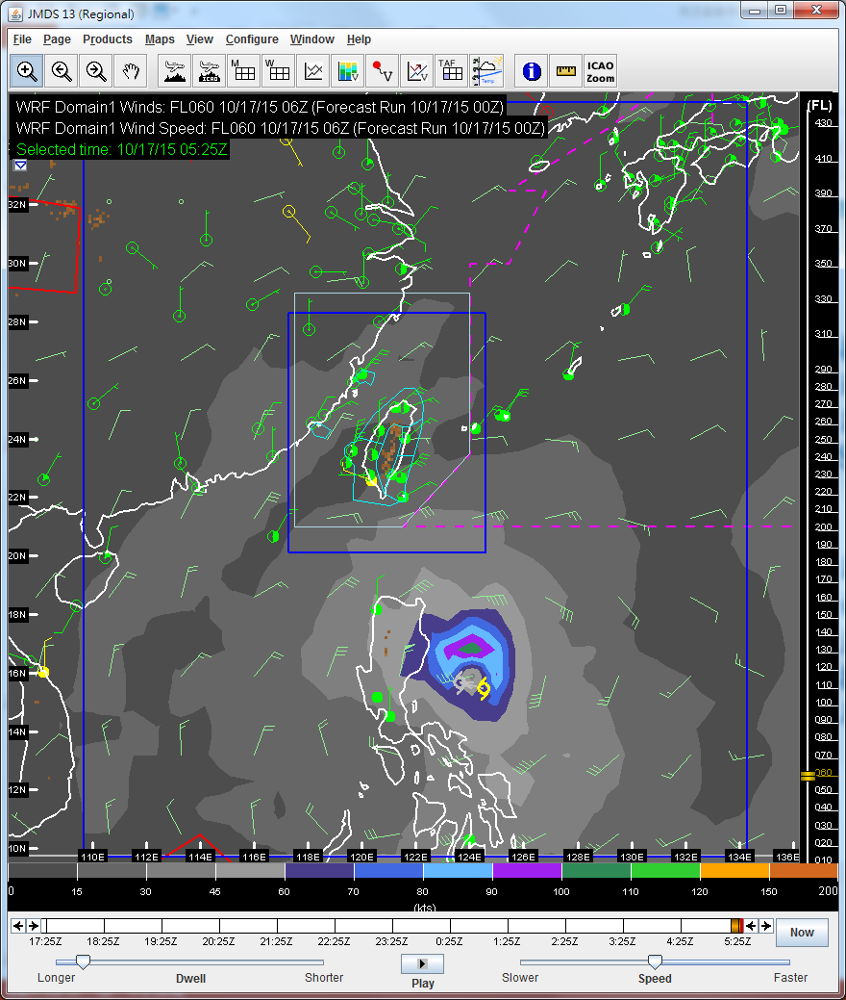 JMDS 13 (Regional)
File Page Products Maps View Configure Window Help
M
W
ICAO
TAF
Temp
ICAO
Zoom
WRF Domain1 Winds: FL060 10/17/15 06Z (Forecast Run 10/17/15 00Z)
WRF Domain1 Wind Speed: FL060 10/17/15 06Z (Forecast Run 10/17/15 00Z)
Selected time: 10/17/15 05:25Z
(FL)
430
410
390
370
350
330
310
290
280
270
260
250
240
230
220
210
200
190
180
170
160
150
140
130
120
110
100
090
080
070
060
050
040
030
020
010
32N
30N
28N
26N
24N
22N
20N
18N
16N
14N
12N
10N
110E 112E 114E 116E 118E 120E 122E 124E 126E 128E 130E 132E 134E 136E
0 15 30 45 60 70 80 90 100 110 120 150 200
(kts)
17:25Z 18:25Z 19:25Z 20:25Z 21:25Z 22:25Z 23:25Z 0:25Z 1:25Z 2:25Z 3:25Z 4:25Z 5:25Z
Now
Longer Dwell Shorter Play Slower Speed Faster